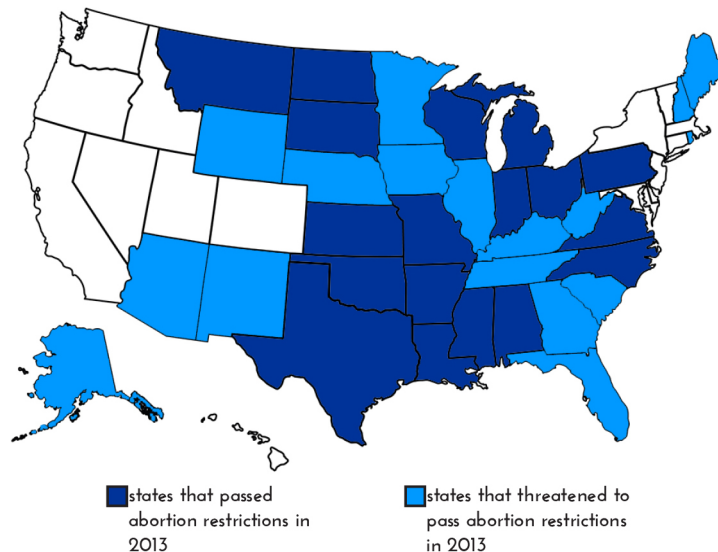 states that passed
abortion restrictions in
2013
states that threatened to
pass abortion restrictions
in 2013